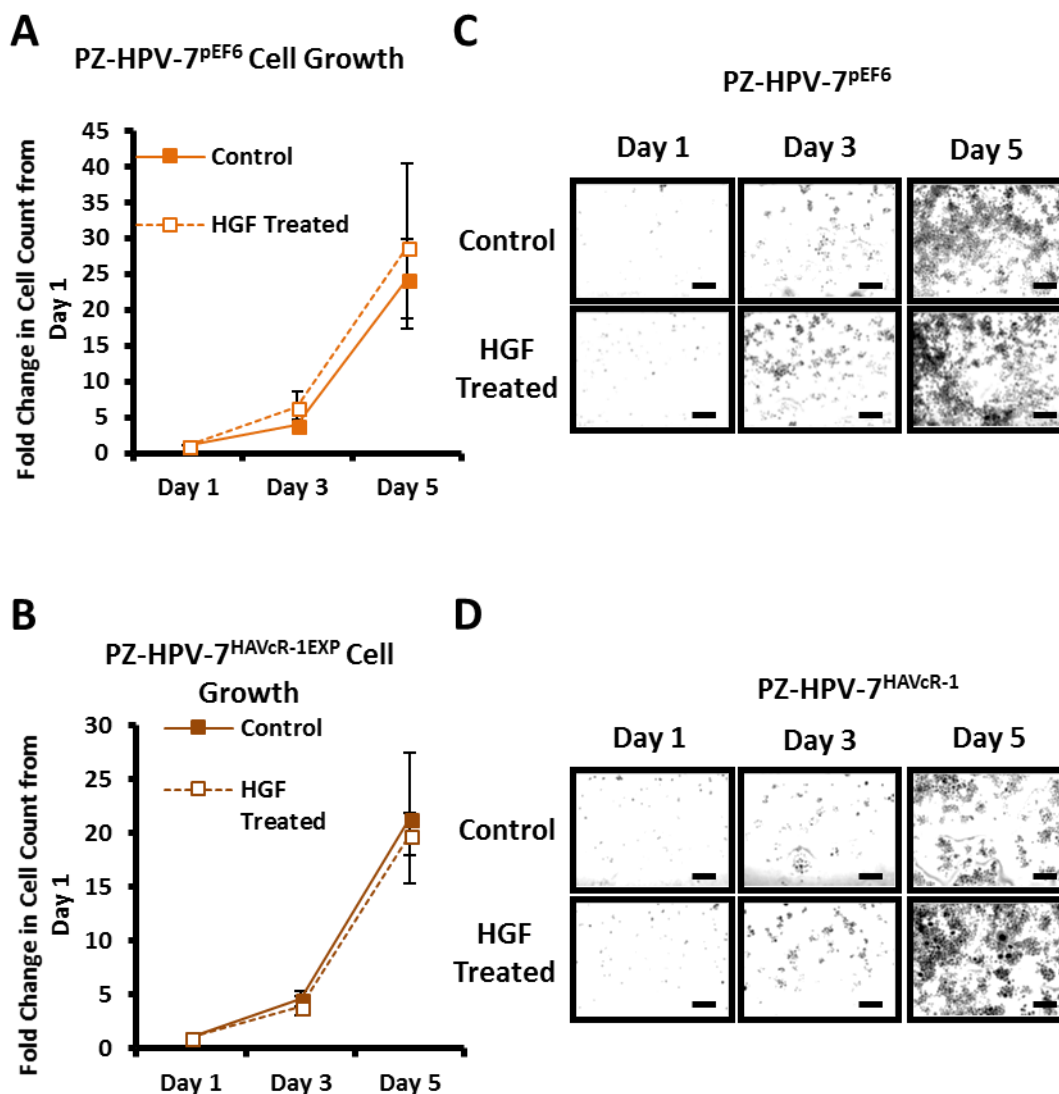 A
PZ-HPV-7pEF6 Cell Growth
Fold Change in Cell Count from
Day 1
45
40
35
30
25
20
15
10
5
0
Control
HGF Treated
Day 1 Day 3 Day 5
C
PZ-HPV-7pEF6
Day 1 Day 3 Day 5
Control
HGF
Treated
B
PZ-HPV-7HAVcR-1EXP Cell
Growth
Fold Change in Cell Count from
Day 1
30
25
20
15
10
5
0
Control
HGF
Treated
Day 1 Day 3 Day 5
D
PZ-HPV-7HAVcR-1
Day 1 Day 3 Day 5
Control
HGF
Treated